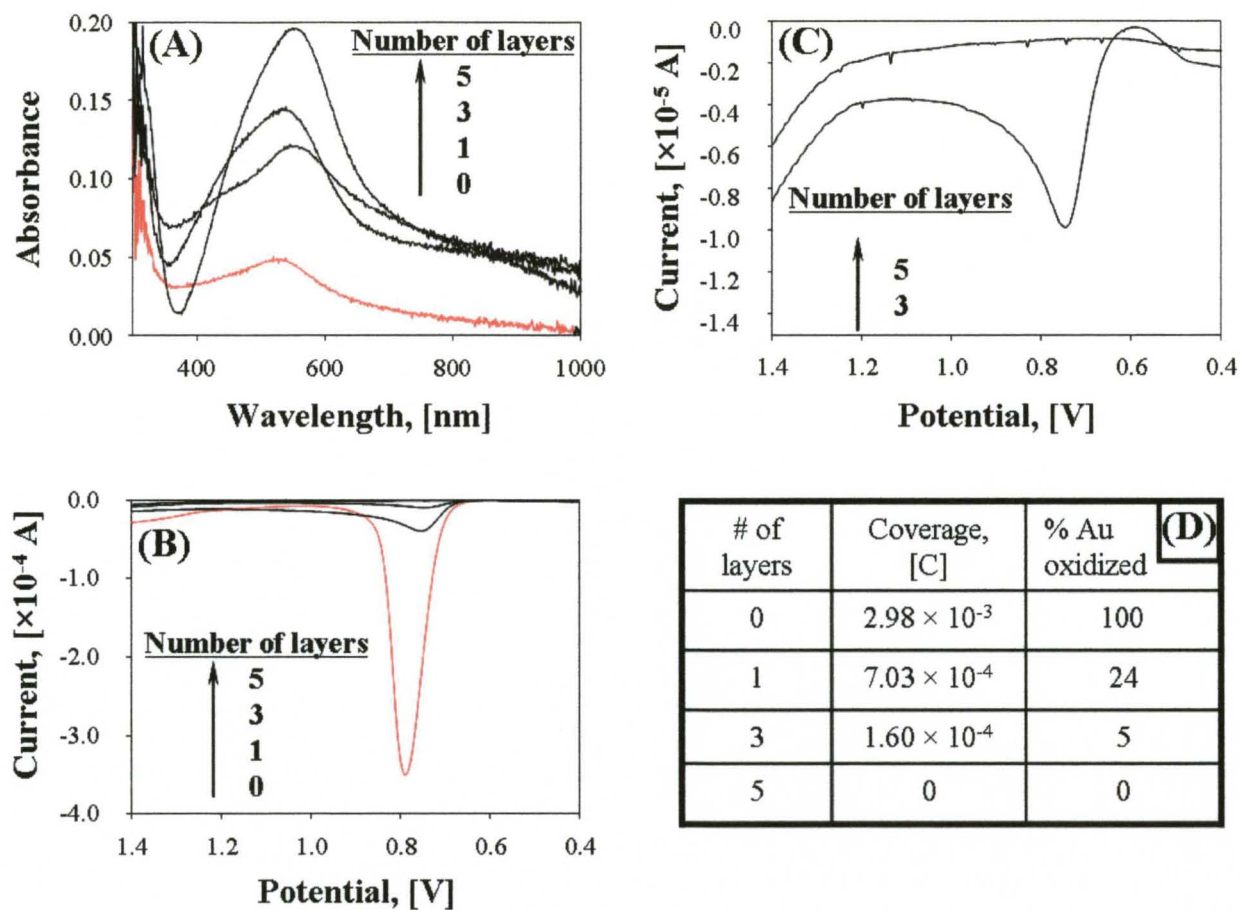 (A)
Number of layers
5
3
1
0
0.20
0.15
0.10
0.05
0.00
Absorbance
400 600 800 1000
Wavelength, [nm]
(C)
0.0
-0.2
-0.4
-0.6
-0.8
-1.0
-1.2
-1.4
Current, [×10⁻⁵ A]
Number of layers
5
3
1.4 1.2 1.0 0.8 0.6 0.4
Potential, [V]
(B)
0.0
-1.0
-2.0
-3.0
-4.0
Current, [×10⁻⁴ A]
Number of layers
5
3
1
0
1.4 1.2 1.0 0.8 0.6 0.4
Potential, [V]
(D)
# of layers Coverage, [C] % Au oxidized
0 2.98 × 10⁻³ 100
1 7.03 × 10⁻⁴ 24
3 1.60 × 10⁻⁴ 5
5 0 0